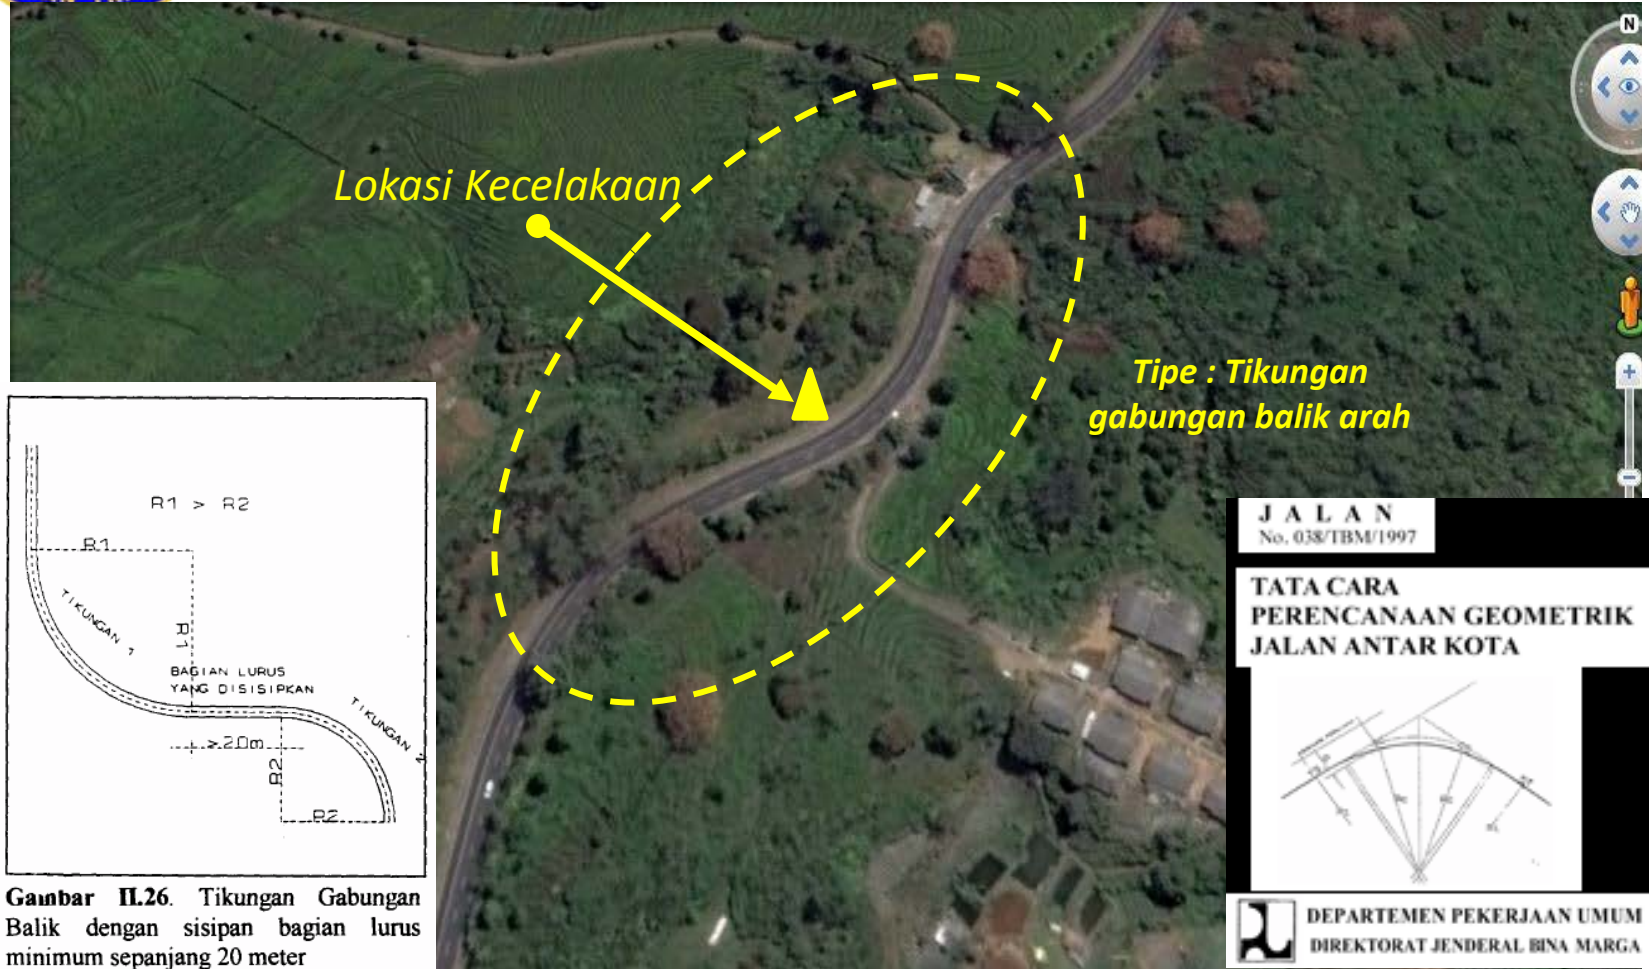 N
Lokasi Kecelakaan
Tipe : Tikungan
gabungan balik arah
R1 > R2
R1
TIKUNGAN 1
R1
BAGIAN LURUS
YANG DISISIPKAN
TIKUNGAN 2
>20m
R2
R2
Gambar II.26. Tikungan Gabungan
Balik dengan sisipan bagian lurus
minimum sepanjang 20 meter
J A L A N
No. 038/TBM/1997
TATA CARA
PERENCANAAN GEOMETRIK
JALAN ANTAR KOTA
DEPARTEMEN PEKERJAAN UMUM
DIREKTORAT JENDERAL BINA MARGA